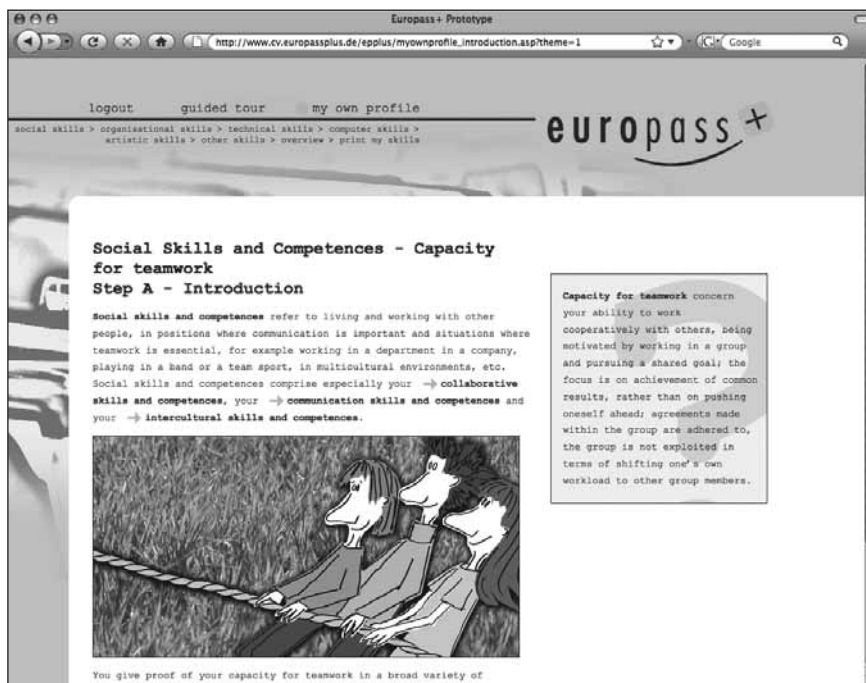 Europass+ Prototype
http://www.cv.europassplus.de/epplus/myownprofile_introduction.asp?theme=1
Google
logout guided tour my own profile
social skills > organisational skills > technical skills > computer skills >
artistic skills > other skills > overview > print my skills
europass+
Social Skills and Competences - Capacity
for teamwork
Step A - Introduction
Social skills and competences refer to living and working with other
people, in positions where communication is important and situations where
teamwork is essential, for example working in a department in a company,
playing in a band or a team sport, in multicultural environments, etc.
Social skills and competences comprise especially your → collaborative
skills and competences, your → communication skills and competences and
your → intercultural skills and competences.
Capacity for teamwork concern
your ability to work
cooperatively with others, being
motivated by working in a group
and pursuing a shared goal; the
focus is on achievement of common
results, rather than on pushing
oneself ahead; agreements made
within the group are adhered to,
the group is not exploited in
terms of shifting one's own
workload to other group members.
You give proof of your capacity for teamwork in a broad variety of